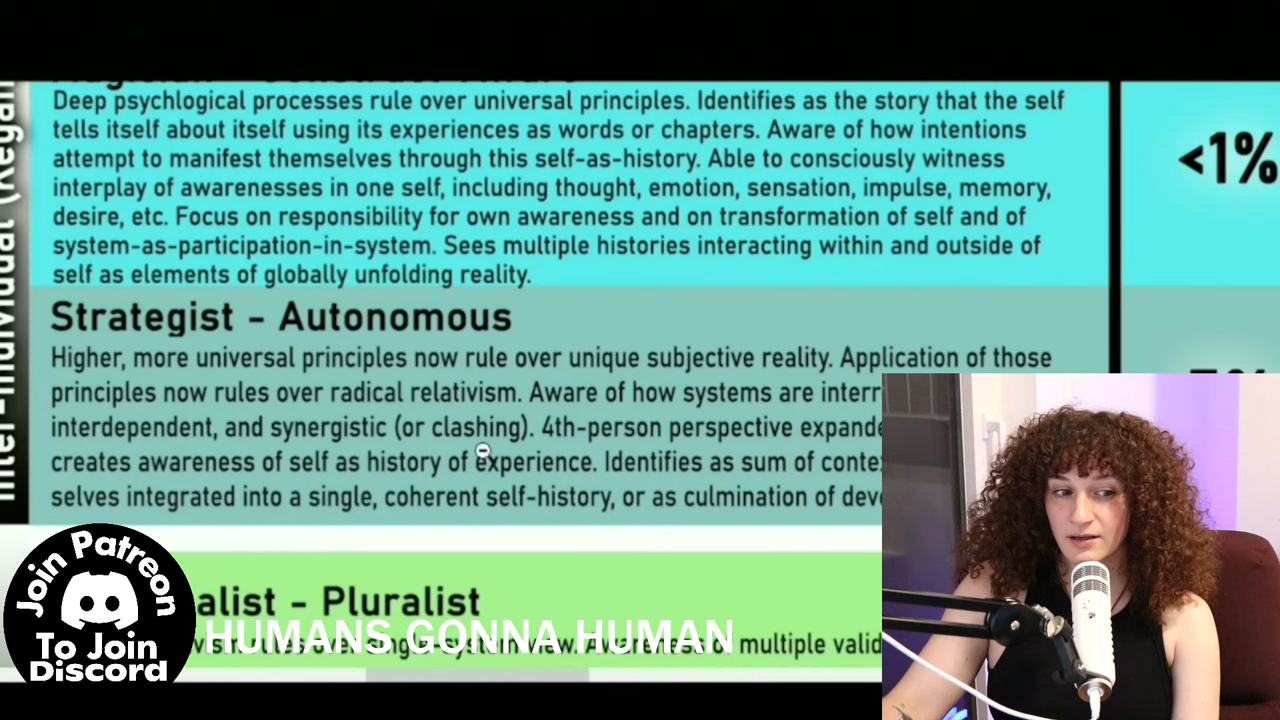 Deep psychlogical processes rule over universal principles. Identifies as the story that the self
tells itself about itself using its experiences as words or chapters. Aware of how intentions
attempt to manifest themselves through this self-as-history. Able to consciously witness
interplay of awarenesses in one self, including thought, emotion, sensation, impulse, memory,
desire, etc. Focus on responsibility for own awareness and on transformation of self and of
system-as-participation-in-system. Sees multiple histories interacting within and outside of
self as elements of globally unfolding reality.
<1%
Strategist - Autonomous
Higher, more universal principles now rule over unique subjective reality. Application of those
principles now rules over radical relativism. Aware of how systems are interr
interdependent, and synergistic (or clashing). 4th-person perspective expande
creates awareness of self as history of experience. Identifies as sum of conte
selves integrated into a single, coherent self-history, or as culmination of deve
alist - Pluralist
multiple valid
HUMANS GONNA HUMAN
Join Patreon
To Join
Discord